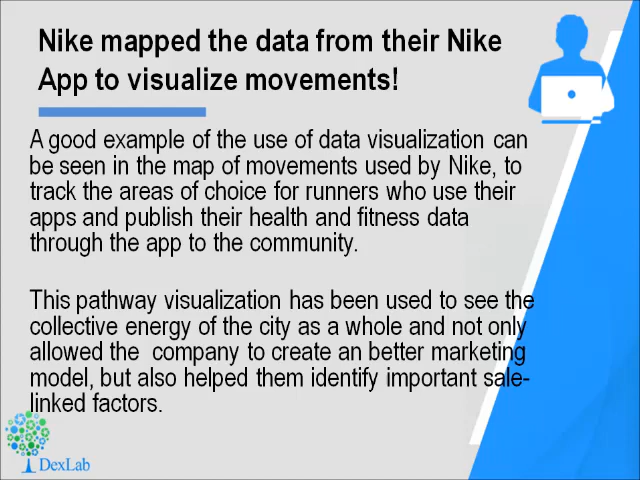 Nike mapped the data from their Nike
App to visualize movements!
A good example of the use of data visualization can
be seen in the map of movements used by Nike, to
track the areas of choice for runners who use their
apps and publish their health and fitness data
through the app to the community.
This pathway visualization has been used to see the
collective energy of the city as a whole and not only
allowed the  company to create an better marketing
model, but also helped them identify important sale-
linked factors.
DexLab